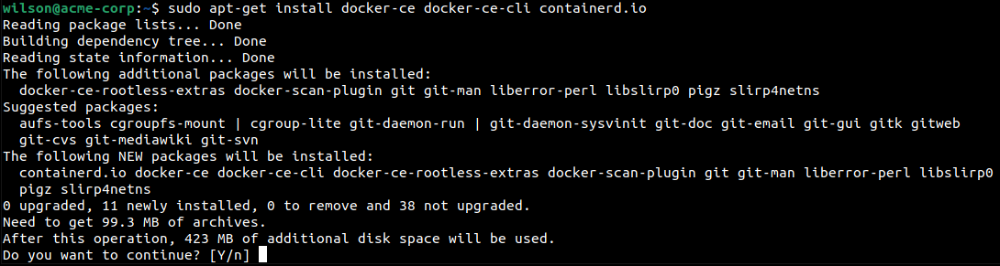 wilson@acme-corp:~$ sudo apt-get install docker-ce docker-ce-cli containerd.io
Reading package lists... Done
Building dependency tree... Done
Reading state information... Done
The following additional packages will be installed:
  docker-ce-rootless-extras docker-scan-plugin git git-man liberror-perl libslirp0 pigz slirp4netns
Suggested packages:
  aufs-tools cgroupfs-mount | cgroup-lite git-daemon-run | git-daemon-sysvinit git-doc git-email git-gui gitk gitweb
  git-cvs git-mediawiki git-svn
The following NEW packages will be installed:
  containerd.io docker-ce docker-ce-cli docker-ce-rootless-extras docker-scan-plugin git git-man liberror-perl libslirp0
  pigz slirp4netns
0 upgraded, 11 newly installed, 0 to remove and 38 not upgraded.
Need to get 99.3 MB of archives.
After this operation, 423 MB of additional disk space will be used.
Do you want to continue? [Y/n]